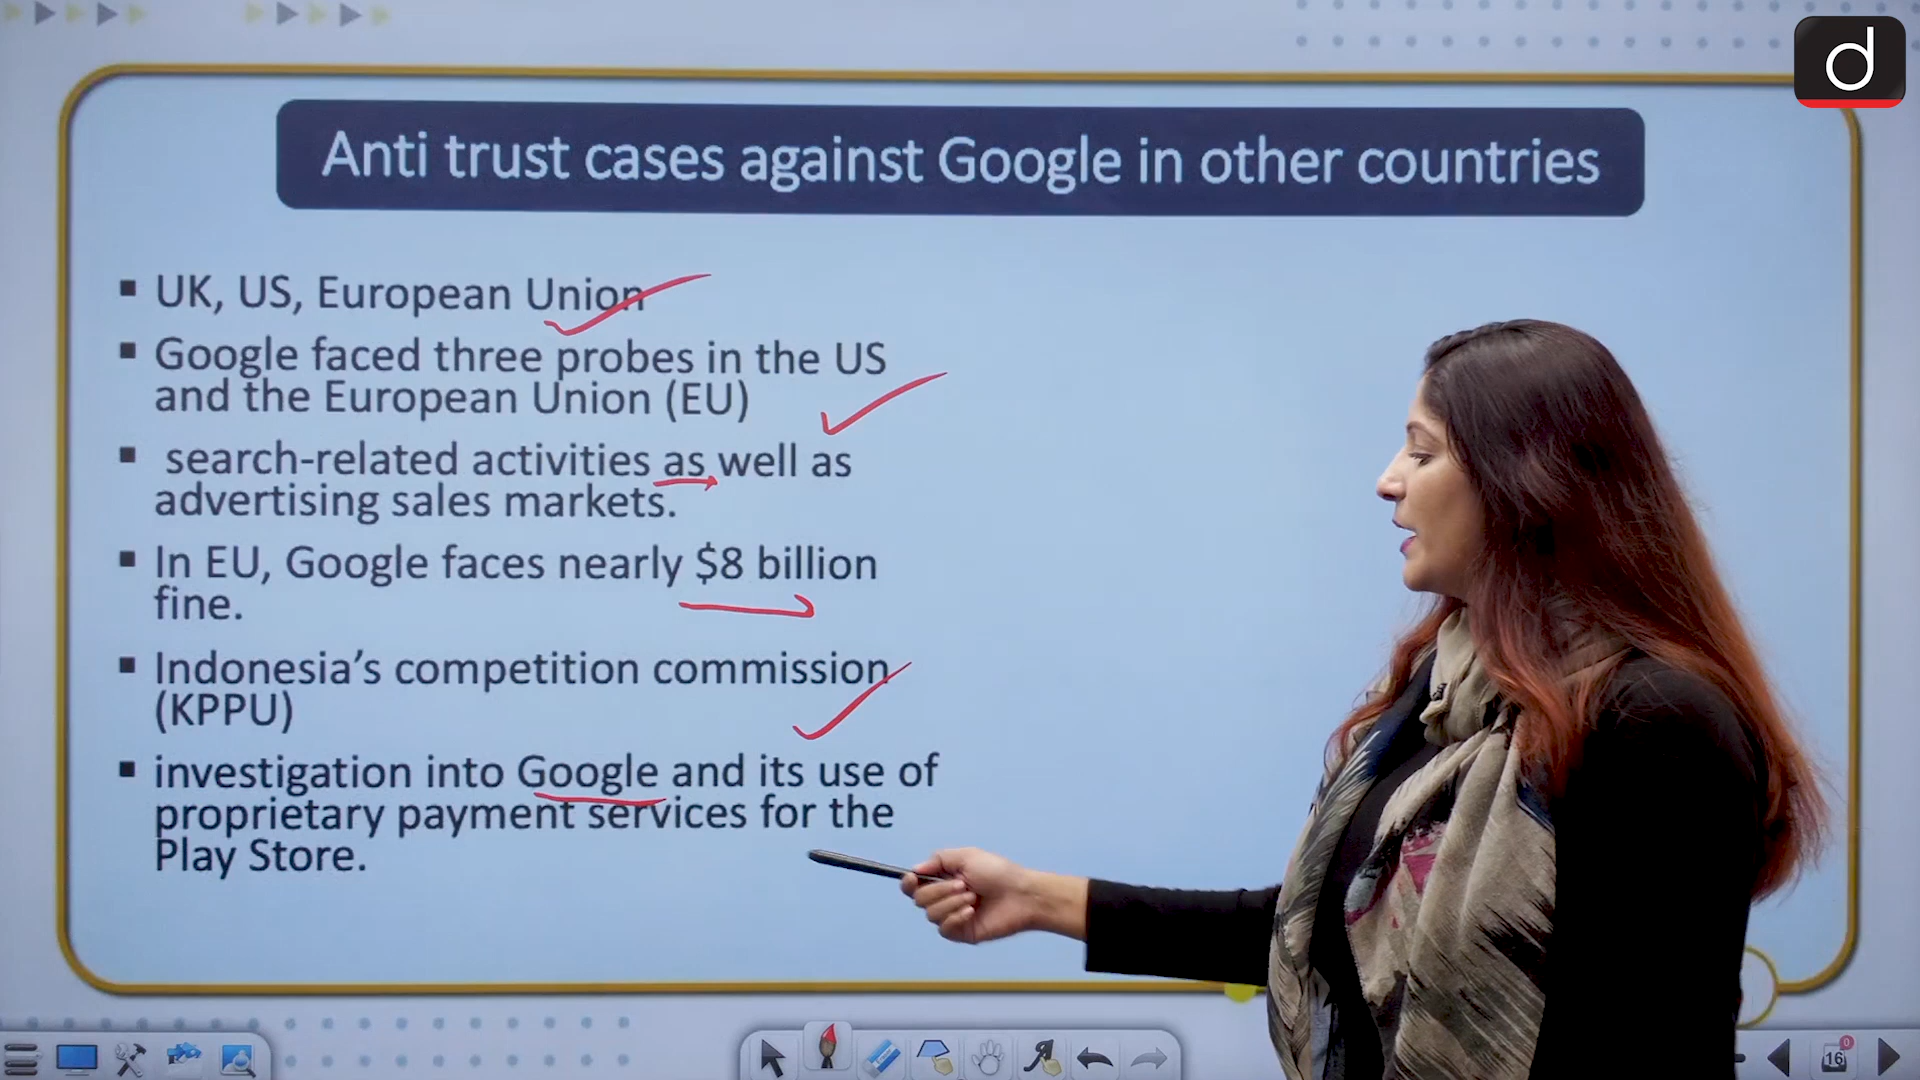 d
Anti trust cases against Google in other countries
▪ UK, US, European Union
▪ Google faced three probes in the US
and the European Union (EU)
▪ search-related activities as well as
advertising sales markets.
▪ In EU, Google faces nearly $8 billion
fine.
▪ Indonesia’s competition commission
(KPPU)
▪ investigation into Google and its use of
proprietary payment services for the
Play Store.
0
16